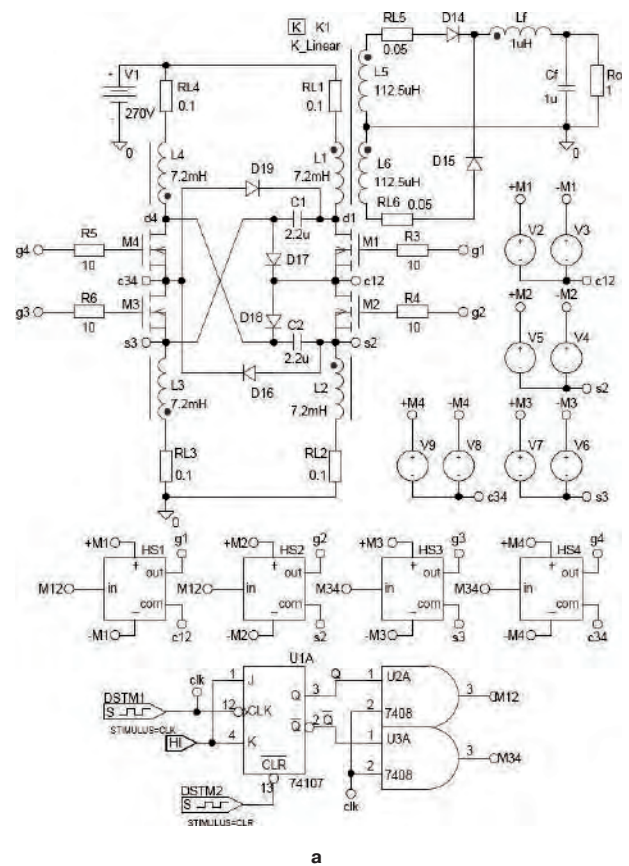 K K1
K_Linear
RL5
0.05
D14
Lf
1uH
V1
270V
0
RL4
0.1
RL1
0.1
L5
112.5uH
Cf
1u
Ro
1
0
L4
7.2mH
D19
L1
7.2mH
L6
112.5uH
D15
RL6 0.05
d4
C1
2.2u
d1
g4
R5
10
M4
M1
R3
10
g1
c34
D17
c12
g3
R6
10
M3
D18
M2
R4
10
g2
s3
C2
2.2u
s2
L3
7.2mH
D16
L2
7.2mH
RL3
0.1
RL2
0.1
0
+M1 -M1
V2 V3
c12
+M2 -M2
V5 V4
s2
+M4 -M4 +M3 -M3
V9 V8 V7 V6
c34 s3
+M1 HS1 g1
M12 in out
_com
-M1 c12
+M2 HS2 g2
M12 in out
_com
-M2 s2
+M3 HS3 g3
M34 in out
_com
-M3 s3
+M4 HS4 g4
M34 in out
_com
-M4 c34
U1A
DSTM1
S
STIMULUS=CLK
clk
HI
1 J
12 CLK
4 K
CLR
13
74107
Q 3 Q
Q 2 Q
DSTM2
S
STIMULUS=CLR
1 U2A
2 7408
3 M12
1 U3A
2 7408
3 M34
clk
a